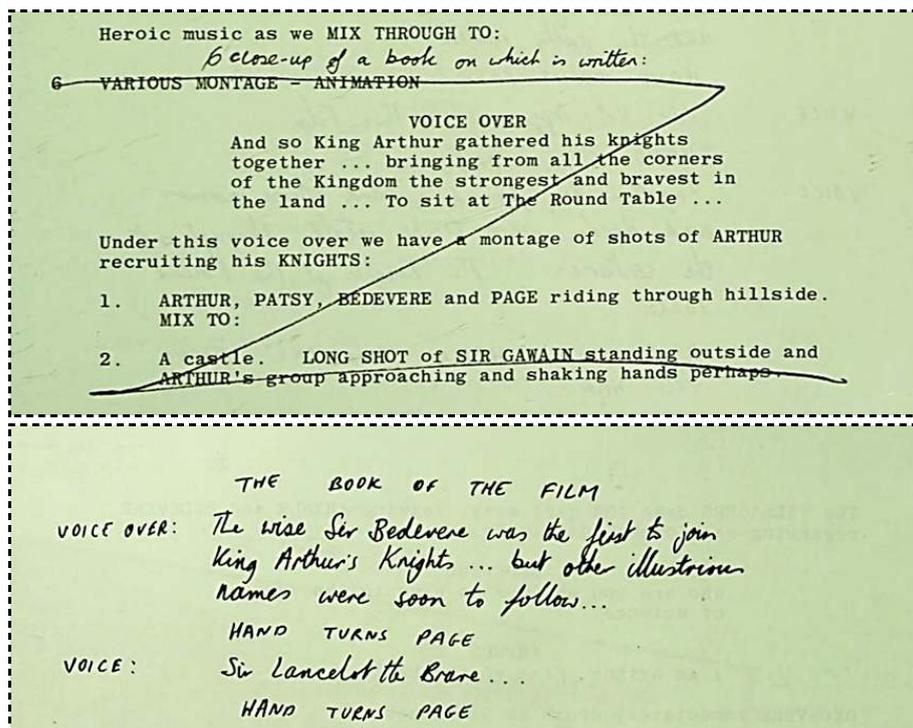 Heroic music as we MIX THROUGH TO:
6 close-up of a book on which is written:
6 VARIOUS MONTAGE - ANIMATION
VOICE OVER
And so King Arthur gathered his knights
together ... bringing from all the corners
of the Kingdom the strongest and bravest in
the land ... To sit at The Round Table ...
Under this voice over we have a montage of shots of ARTHUR
recruiting his KNIGHTS:
1. ARTHUR, PATSY, BEDEVERE and PAGE riding through hillside.
MIX TO:
2. A castle. LONG SHOT of SIR GAWAIN standing outside and
ARTHUR's group approaching and shaking hands perhaps.
THE BOOK OF THE FILM
VOICE OVER: The wise Sir Bedevere was the first to join
King Arthur's Knights ... but other illustrious
names were soon to follow...
HAND TURNS PAGE
VOICE: Sir Lancelot the Brave ....
HAND TURNS PAGE